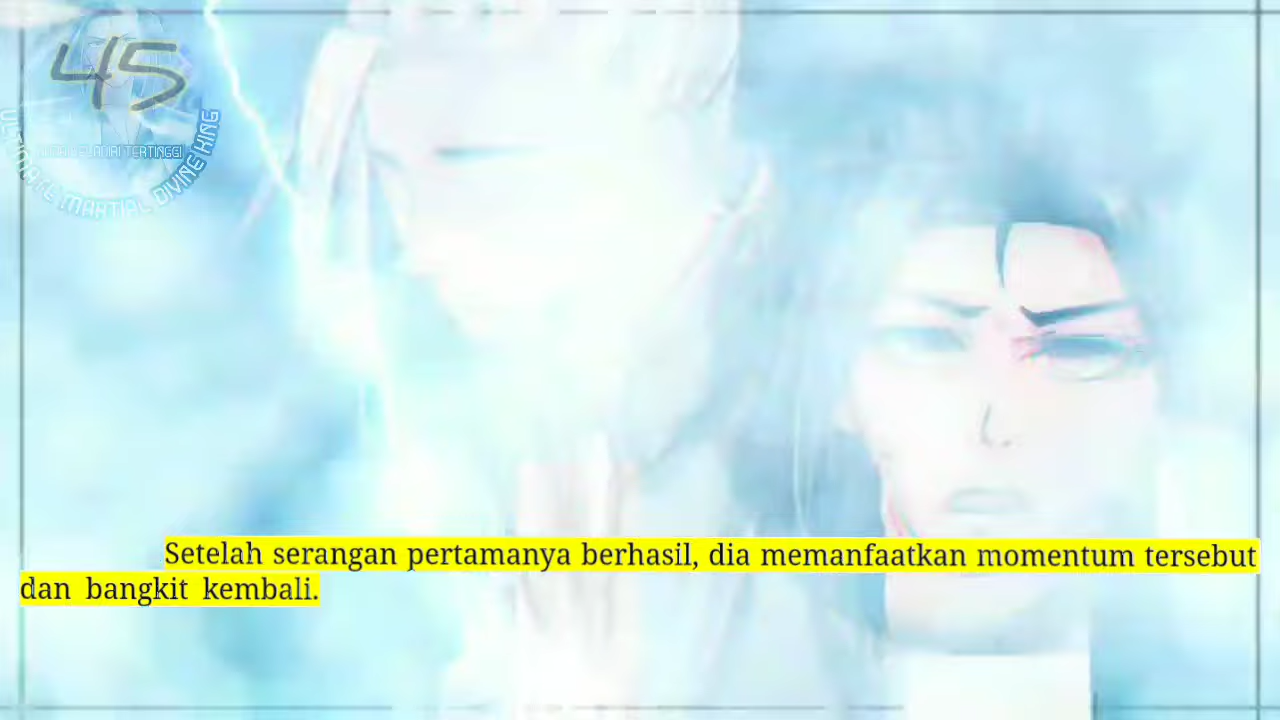 45
ULTIMATE MARTIAL DIVINE KING
Setelah serangan pertamanya berhasil, dia memanfaatkan momentum tersebut
dan bangkit kembali.